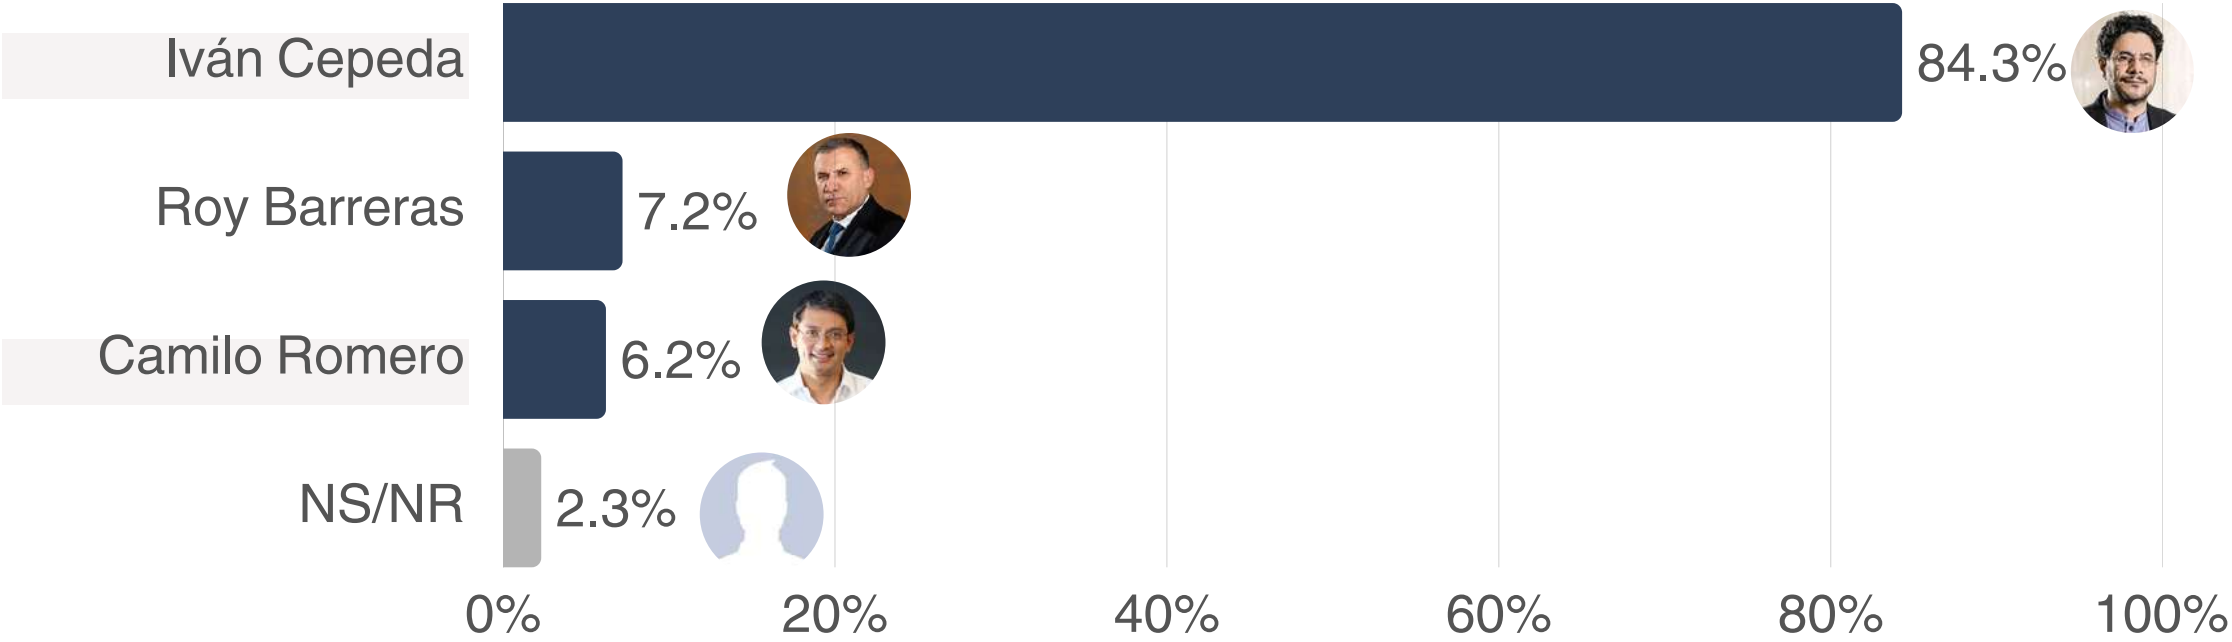 Iván Cepeda 84.3%
Roy Barreras 7.2%
Camilo Romero 6.2%
NS/NR 2.3%
0% 20% 40% 60% 80% 100%